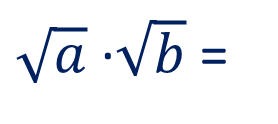 √a · √b =